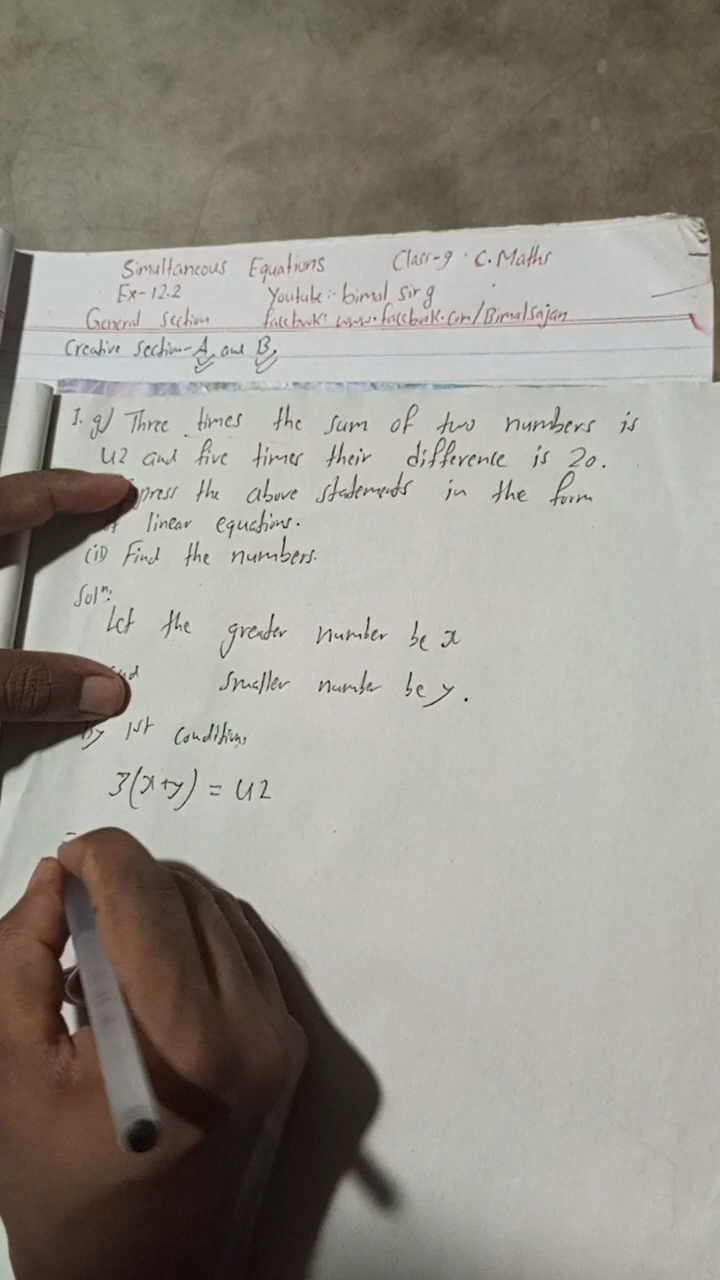 Simultaneous Equations Class-9 C. Maths
Ex-12.2 Youtube:- bimal sir g
General section facebook: www.facebook.com/Bimalsajan
Creative section-A, and B,
1. g) Three times the sum of two numbers is
42 and five times their difference is 20.
press the above statements in the form
of linear equations.
(ii) Find the numbers.
Solⁿ:
Let the greater number be x
and smaller number be y.
By 1st condition,
3(x+y) = 42